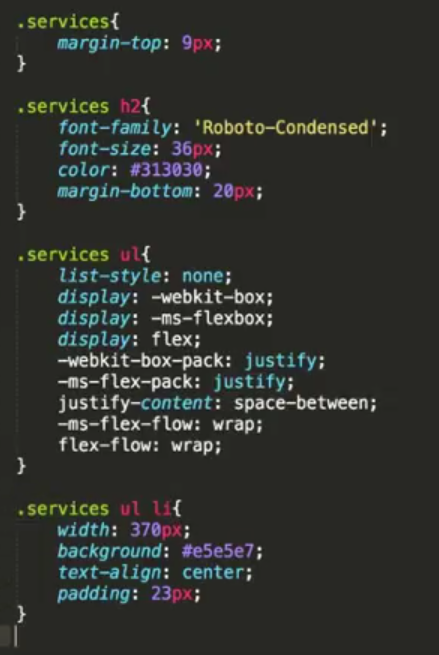 .services{
    margin-top: 9px;
}
.services h2{
    font-family: 'Roboto-Condensed';
    font-size: 36px;
    color: #313030;
    margin-bottom: 20px;
}
.services ul{
    list-style: none;
    display: -webkit-box;
    display: -ms-flexbox;
    display: flex;
    -webkit-box-pack: justify;
    -ms-flex-pack: justify;
    justify-content: space-between;
    -ms-flex-flow: wrap;
    flex-flow: wrap;
}
.services ul li{
    width: 370px;
    background: #e5e5e7;
    text-align: center;
    padding: 23px;
}